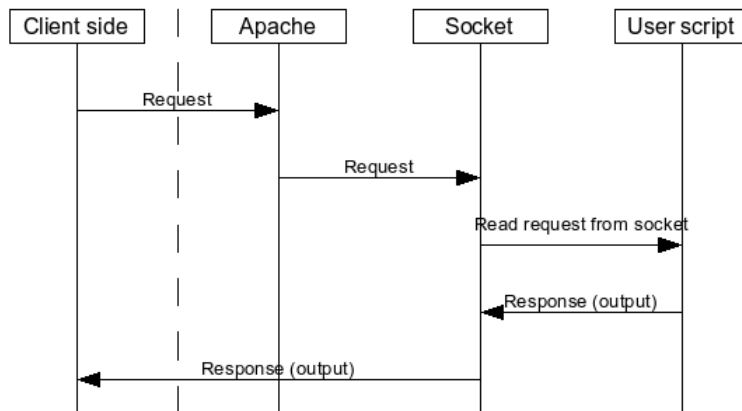 Client side
Apache
Socket
User script
Request
Request
Read request from socket
Response (output)
Response (output)